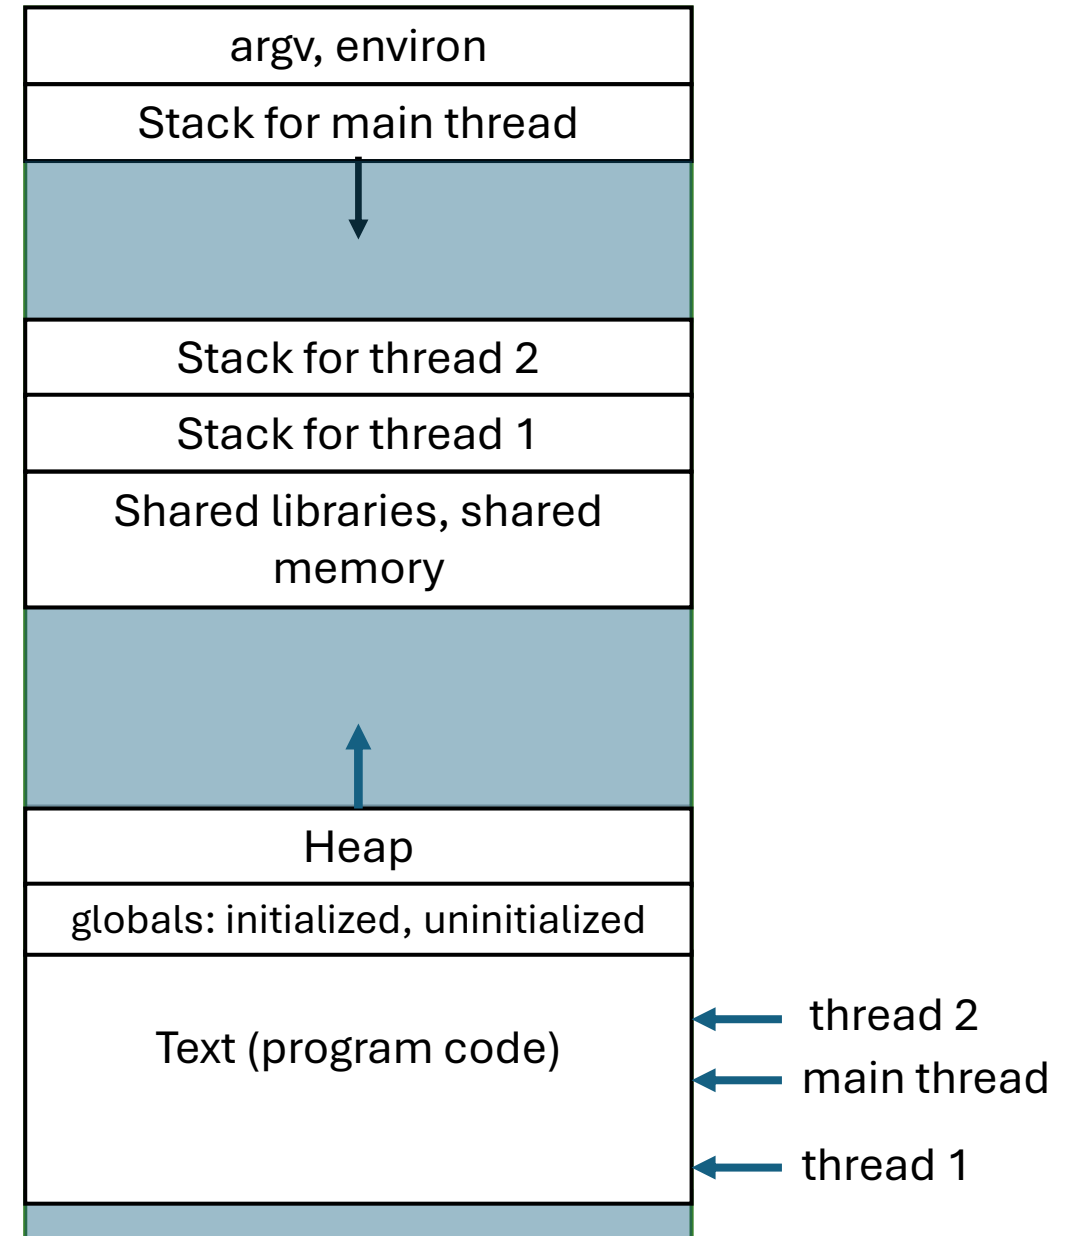 argv, environ
Stack for main thread
Stack for thread 2
Stack for thread 1
Shared libraries, shared
memory
Heap
globals: initialized, uninitialized
Text (program code)
thread 2
main thread
thread 1